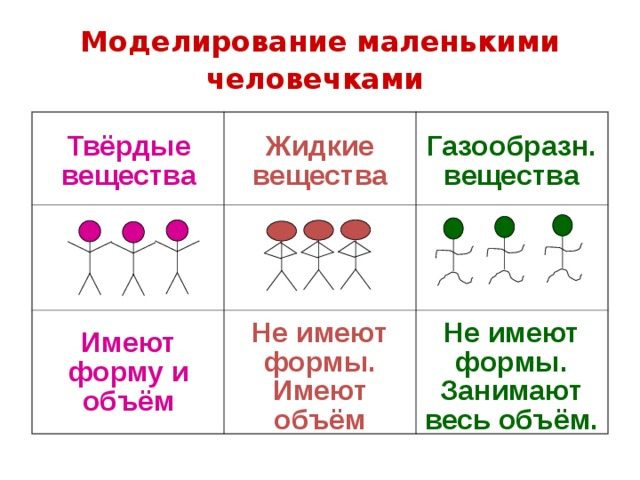 Моделирование маленькими
человечками
Твёрдые
вещества
Жидкие
вещества
Газообразн.
вещества
Имеют
форму и
объём
Не имеют
формы.
Имеют
объём
Не имеют
формы.
Занимают
весь объём.